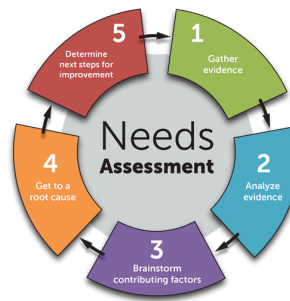 Needs
Assessment
1
Gather
evidence
2
Analyze
evidence
3
Brainstorm
contributing factors
4
Get to a
root cause
5
Determine
next steps for
improvement